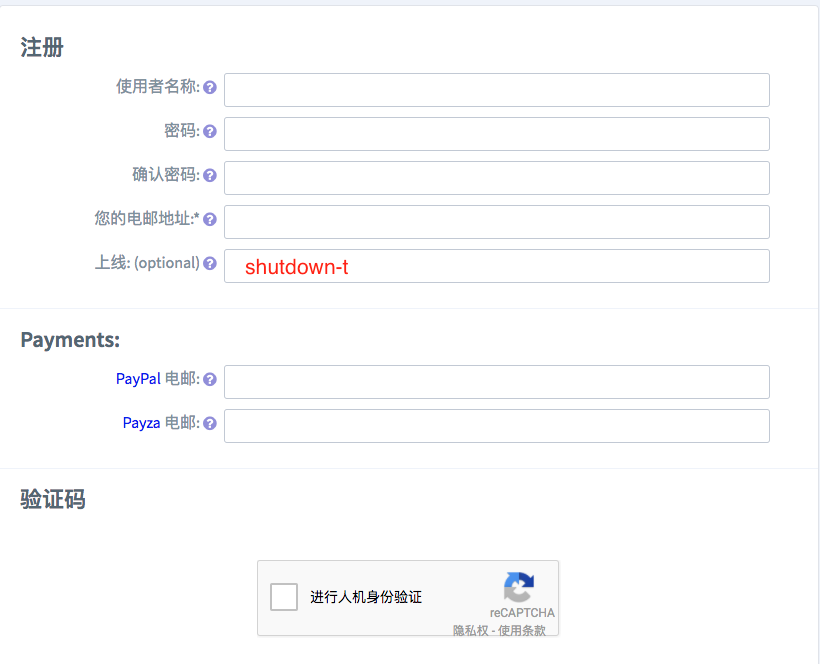 注册
使用者名称:?
密码:?
确认密码:?
您的电邮地址:*?
上线: (optional)? shutdown-t
Payments:
PayPal 电邮:?
Payza 电邮:?
验证码
进行人机身份验证
reCAPTCHA
隐私权 - 使用条款